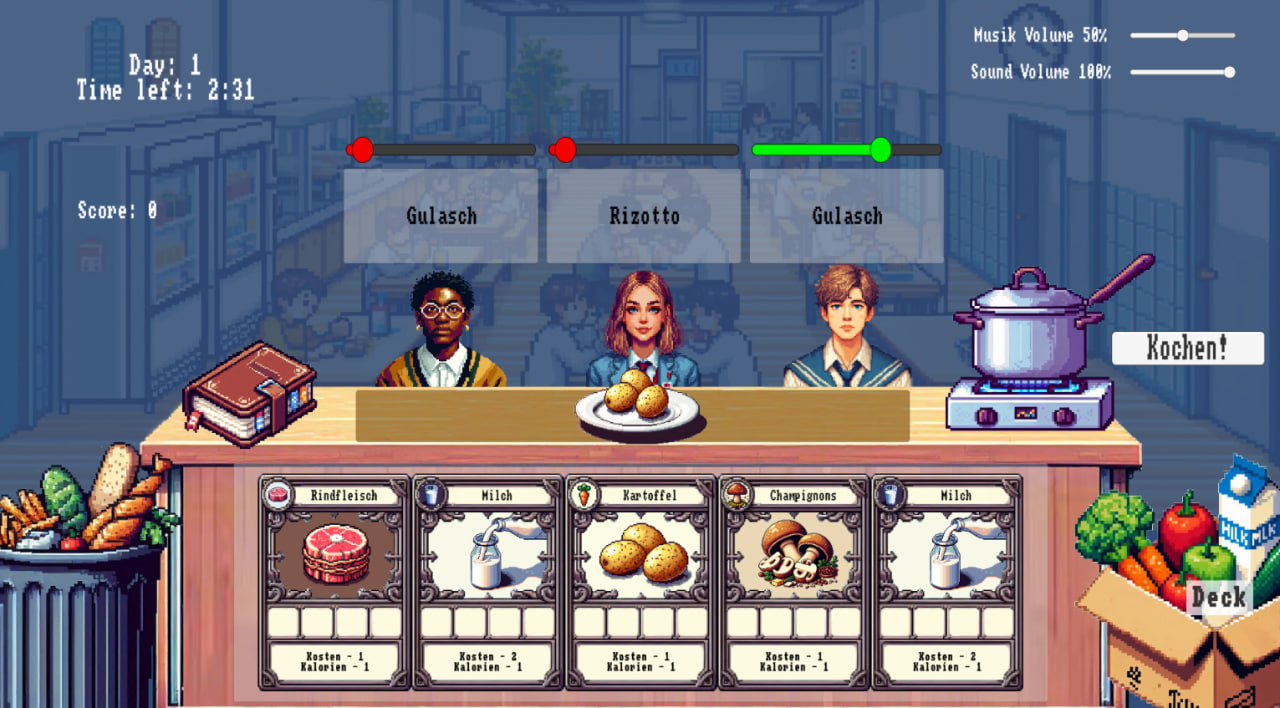 Day: 1
Time left: 2:31
Musik Volume 50%
Sound Volume 100%
Score: 0
Gulasch
Rizotto
Gulasch
Kochen!
Rindfleisch
Kosten - 1
Kalorien - 1
Milch
Kosten - 2
Kalorien - 1
Kartoffel
Kosten - 1
Kalorien - 1
Champignons
Kosten - 1
Kalorien - 1
Milch
Kosten - 2
Kalorien - 1
MILK
MILK
Deck